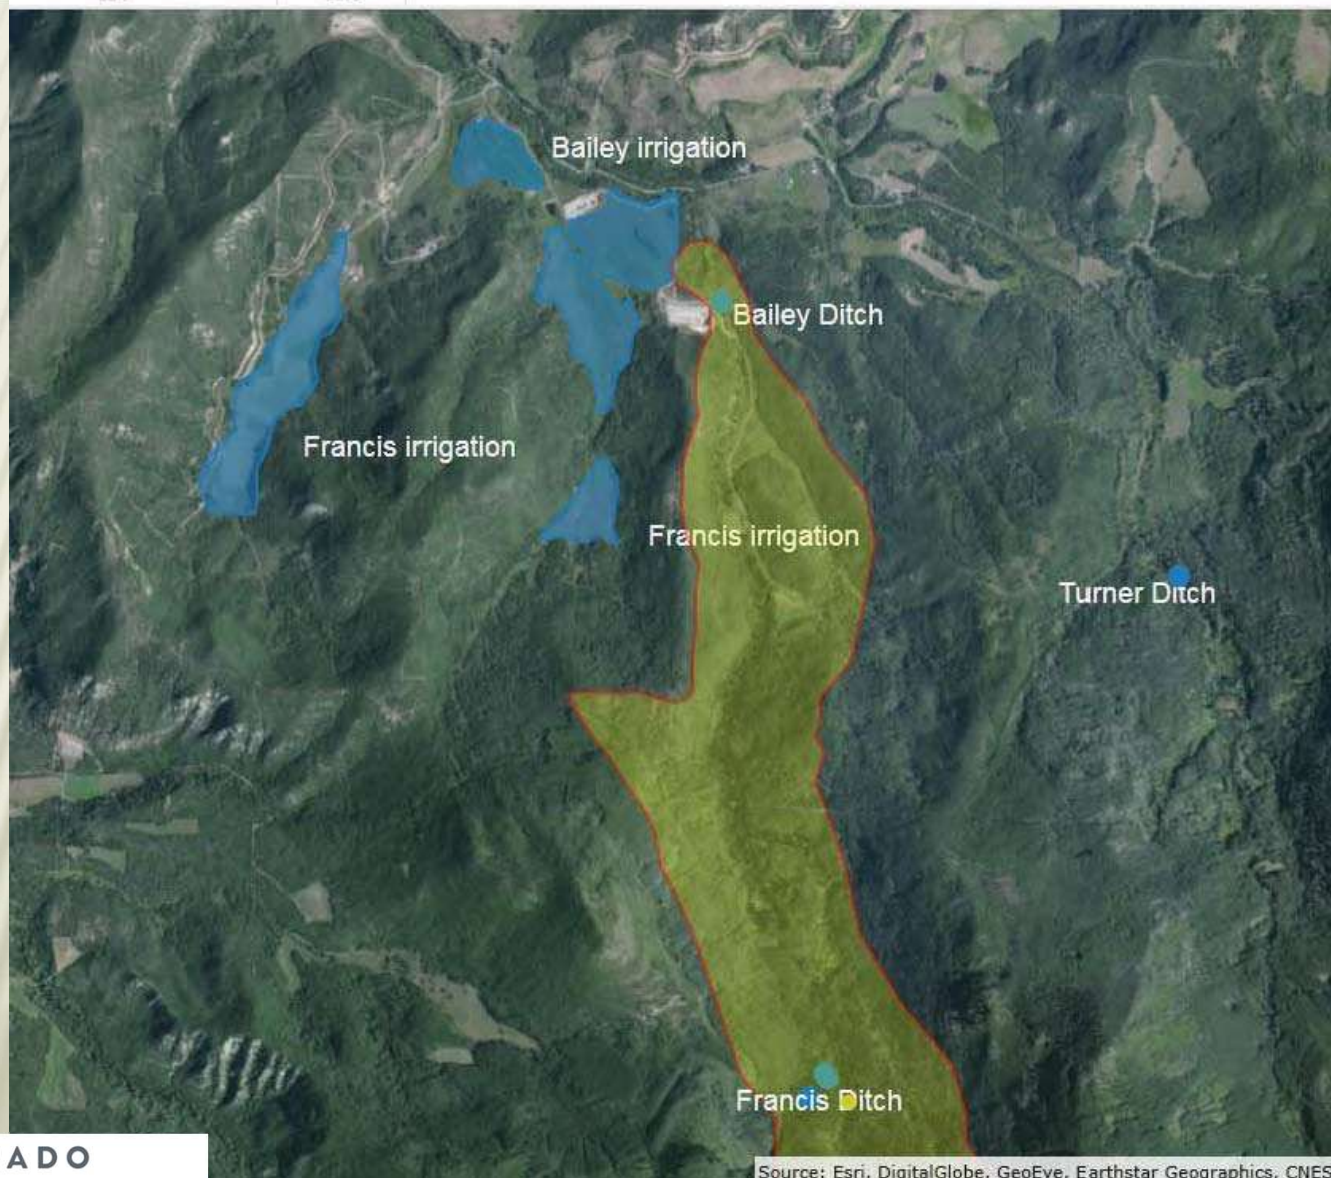 Bailey irrigation
Bailey Ditch
Francis irrigation
Francis irrigation
Turner Ditch
Francis Ditch
ADO
Source: Esri, DigitalGlobe, GeoEye, Earthstar Geographics, CNES